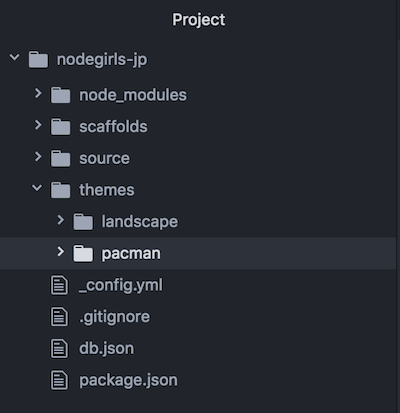 Project
nodegirls-jp
node_modules
scaffolds
source
themes
landscape
pacman
_config.yml
.gitignore
db.json
package.json